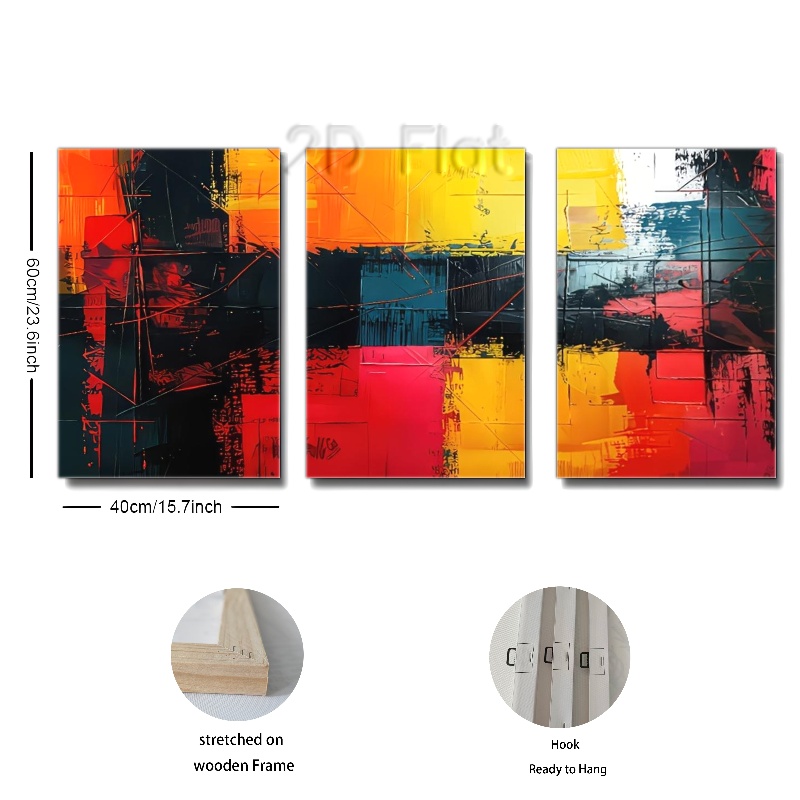 2D Flat
60cm/23.6inch
40cm/15.7inch
stretched on
wooden Frame
Hook
Ready to Hang